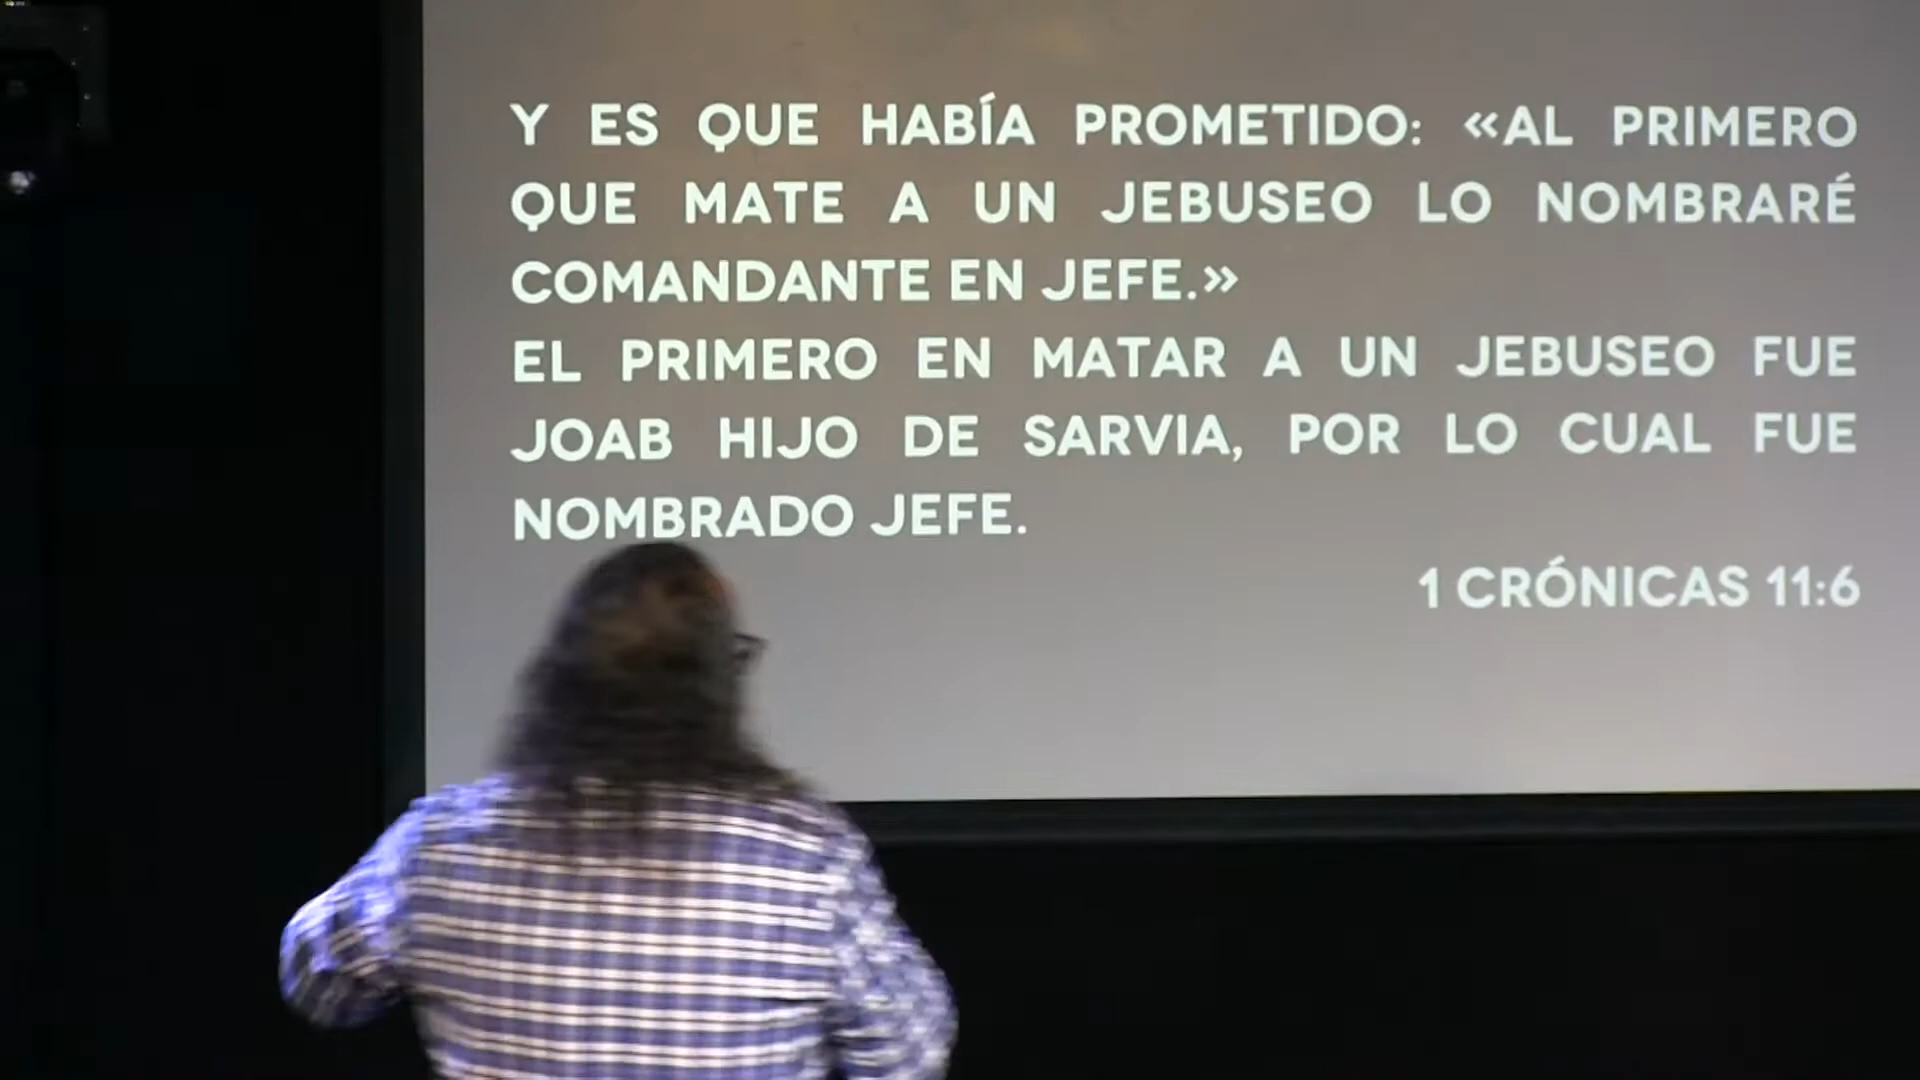 Y ES QUE HABÍA PROMETIDO: «AL PRIMERO
QUE MATE A UN JEBUSEO LO NOMBRARÉ
COMANDANTE EN JEFE.»
EL PRIMERO EN MATAR A UN JEBUSEO FUE
JOAB HIJO DE SARVIA, POR LO CUAL FUE
NOMBRADO JEFE.
1 CRÓNICAS 11:6